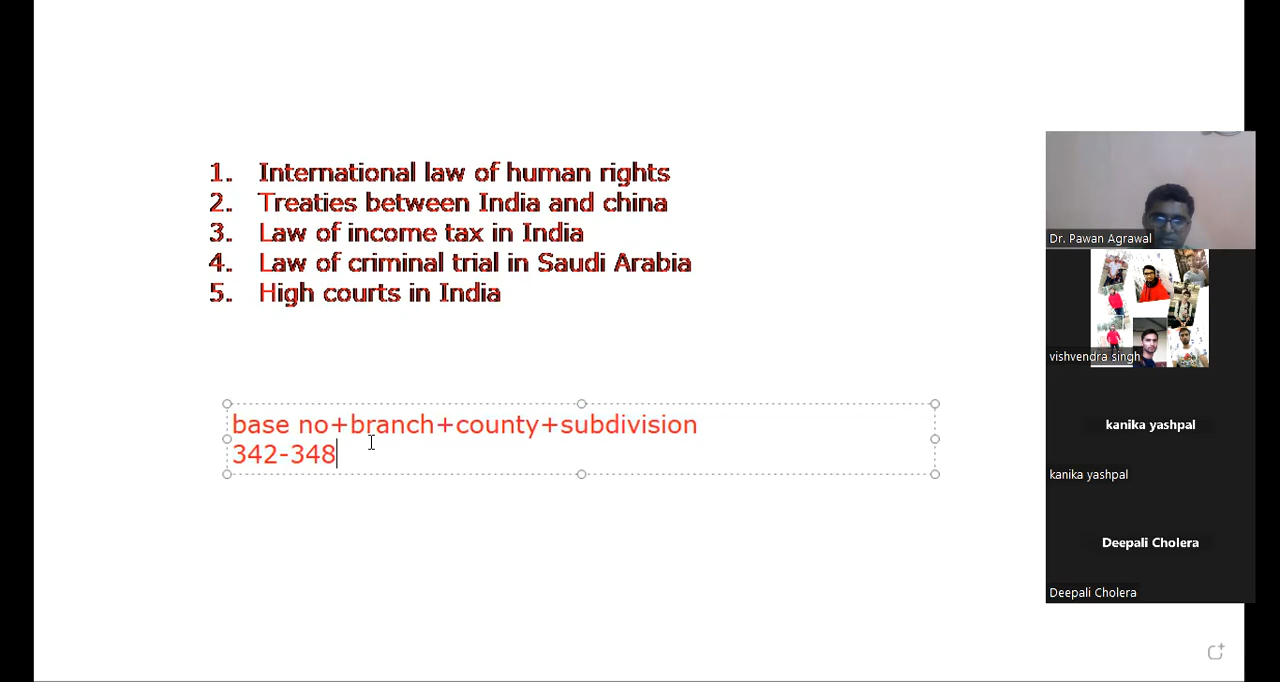 1. International law of human rights
2. Treaties between India and china
3. Law of income tax in India
4. Law of criminal trial in Saudi Arabia
5. High courts in India
base no+branch+county+subdivision
342-348
Dr. Pawan Agrawal
vishvendra singh
kanika yashpal
kanika yashpal
Deepali Cholera
Deepali Cholera